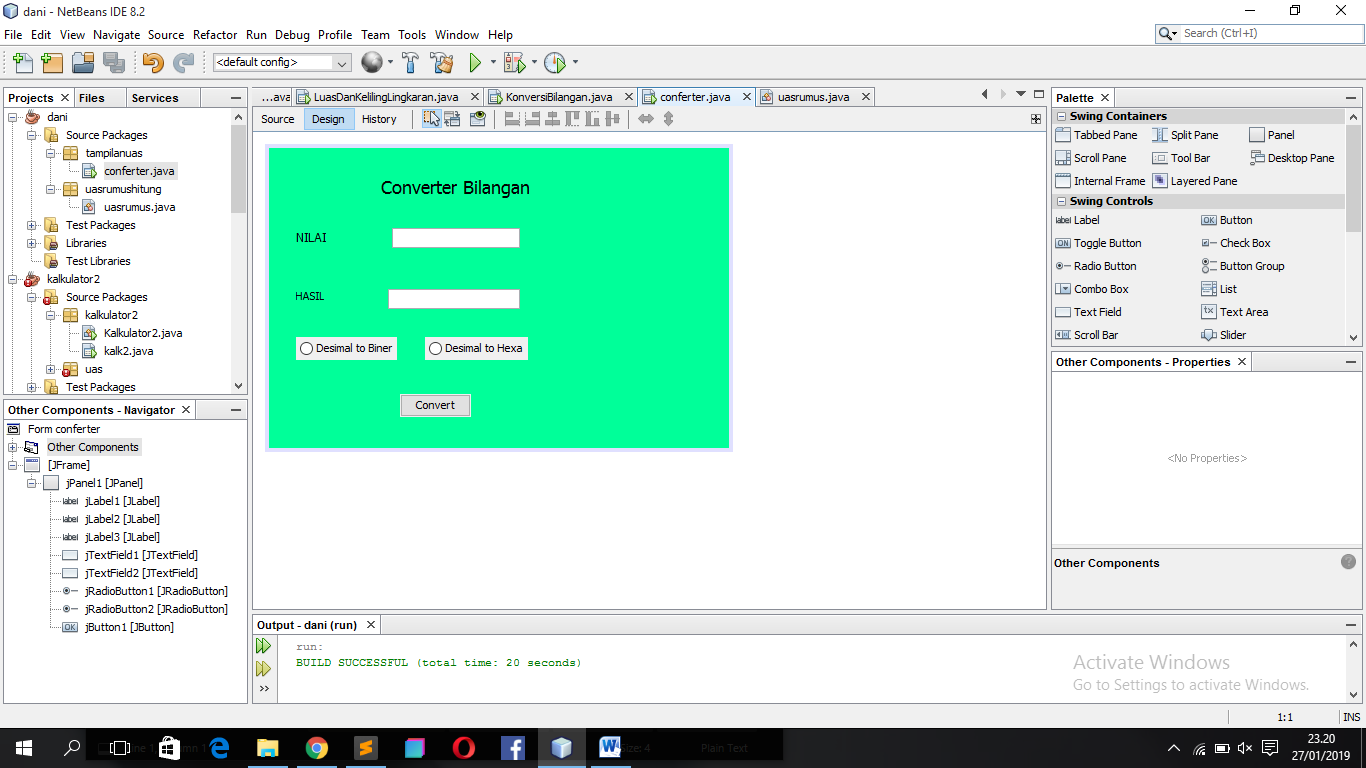 dani - NetBeans IDE 8.2
File Edit View Navigate Source Refactor Run Debug Profile Team Tools Window Help
Search (Ctrl+I)
<default config>
Projects Files Services
dani
Source Packages
tampilanuas
conferter.java
uasrumushitung
uasrumus.java
Test Packages
Libraries
Test Libraries
kalkulator2
Source Packages
kalkulator2
Kalkulator2.java
kalk2.java
uas
Test Packages
Other Components - Navigator
Form conferter
Other Components
[JFrame]
jPanel1 [JPanel]
jLabel1 [JLabel]
jLabel2 [JLabel]
jLabel3 [JLabel]
jTextField1 [JTextField]
jTextField2 [JTextField]
jRadioButton1 [JRadioButton]
jRadioButton2 [JRadioButton]
jButton1 [JButton]
...ava LuasDanKelilingLingkaran.java KonversiBilangan.java conferter.java uasrumus.java
Source Design History
Converter Bilangan
NILAI
HASIL
Desimal to Biner Desimal to Hexa
Convert
Output - dani (run)
run:
BUILD SUCCESSFUL (total time: 20 seconds)
Palette
Swing Containers
Tabbed Pane Split Pane Panel
Scroll Pane Tool Bar Desktop Pane
Internal Frame Layered Pane
Swing Controls
Label Button
Toggle Button Check Box
Radio Button Button Group
Combo Box List
Text Field Text Area
Scroll Bar Slider
Other Components - Properties
<No Properties>
Other Components
Activate Windows
Go to Settings to activate Windows.
1:1 INS
Size: 4 Plain Text
23.20
27/01/2019